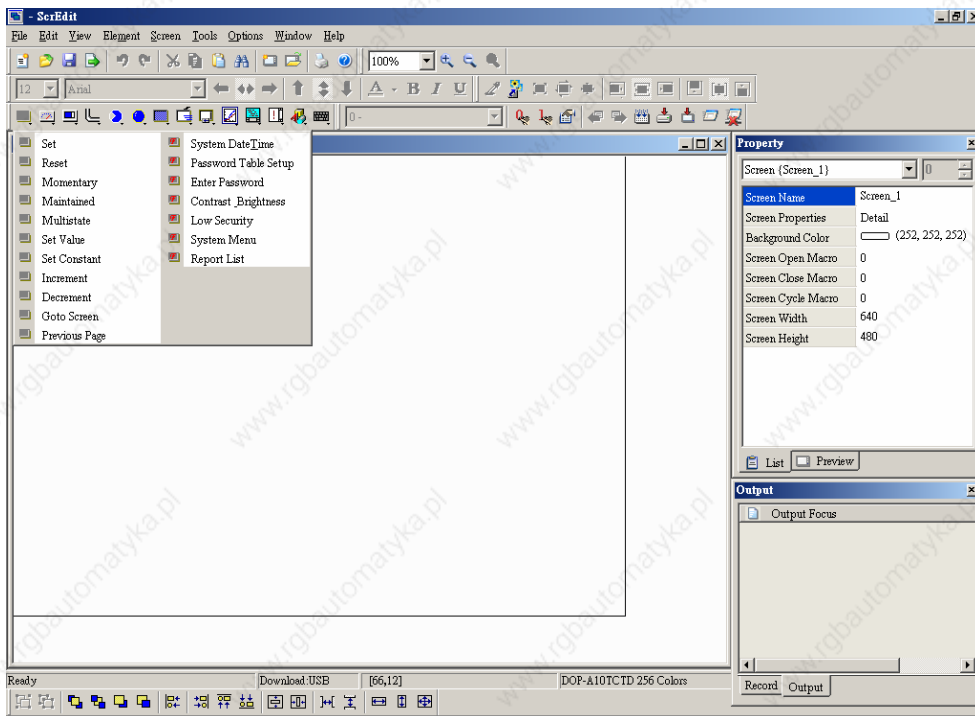 - ScrEdit
File Edit View Element Screen Tools Options Window Help
100%
12 Arial
A B I U
0 -
Set
Reset
Momentary
Maintained
Multistate
Set Value
Set Constant
Increment
Decrement
Goto Screen
Previous Page
System DateTime
Password Table Setup
Enter Password
Contrast_Brightness
Low Security
System Menu
Report List
Property
Screen {Screen_1} 0
Screen Name Screen_1
Screen Properties Detail
Background Color (252, 252, 252)
Screen Open Macro 0
Screen Close Macro 0
Screen Cycle Macro 0
Screen Width 640
Screen Height 480
List Preview
Output
Output Focus
Record Output
Ready Download:USB [66,12] DOP-A10TCTD 256 Colors
www.rgbautomatyka.pl